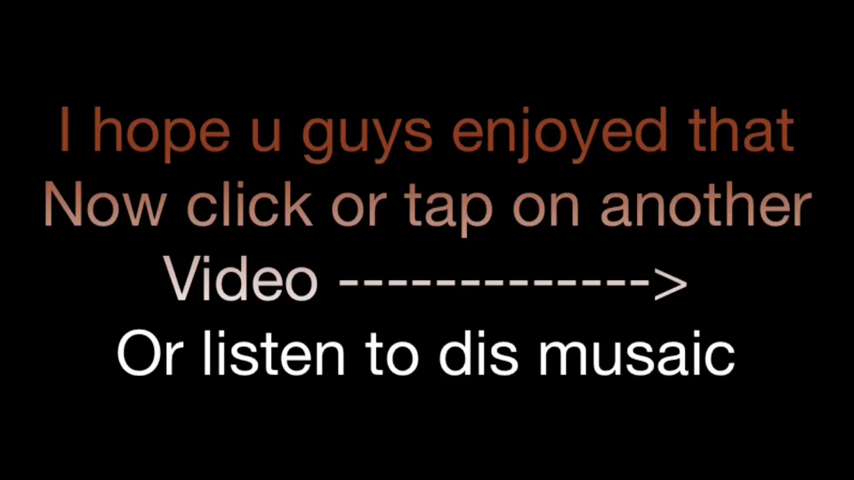 I hope u guys enjoyed that
Now click or tap on another
Video ------------->
Or listen to dis musaic